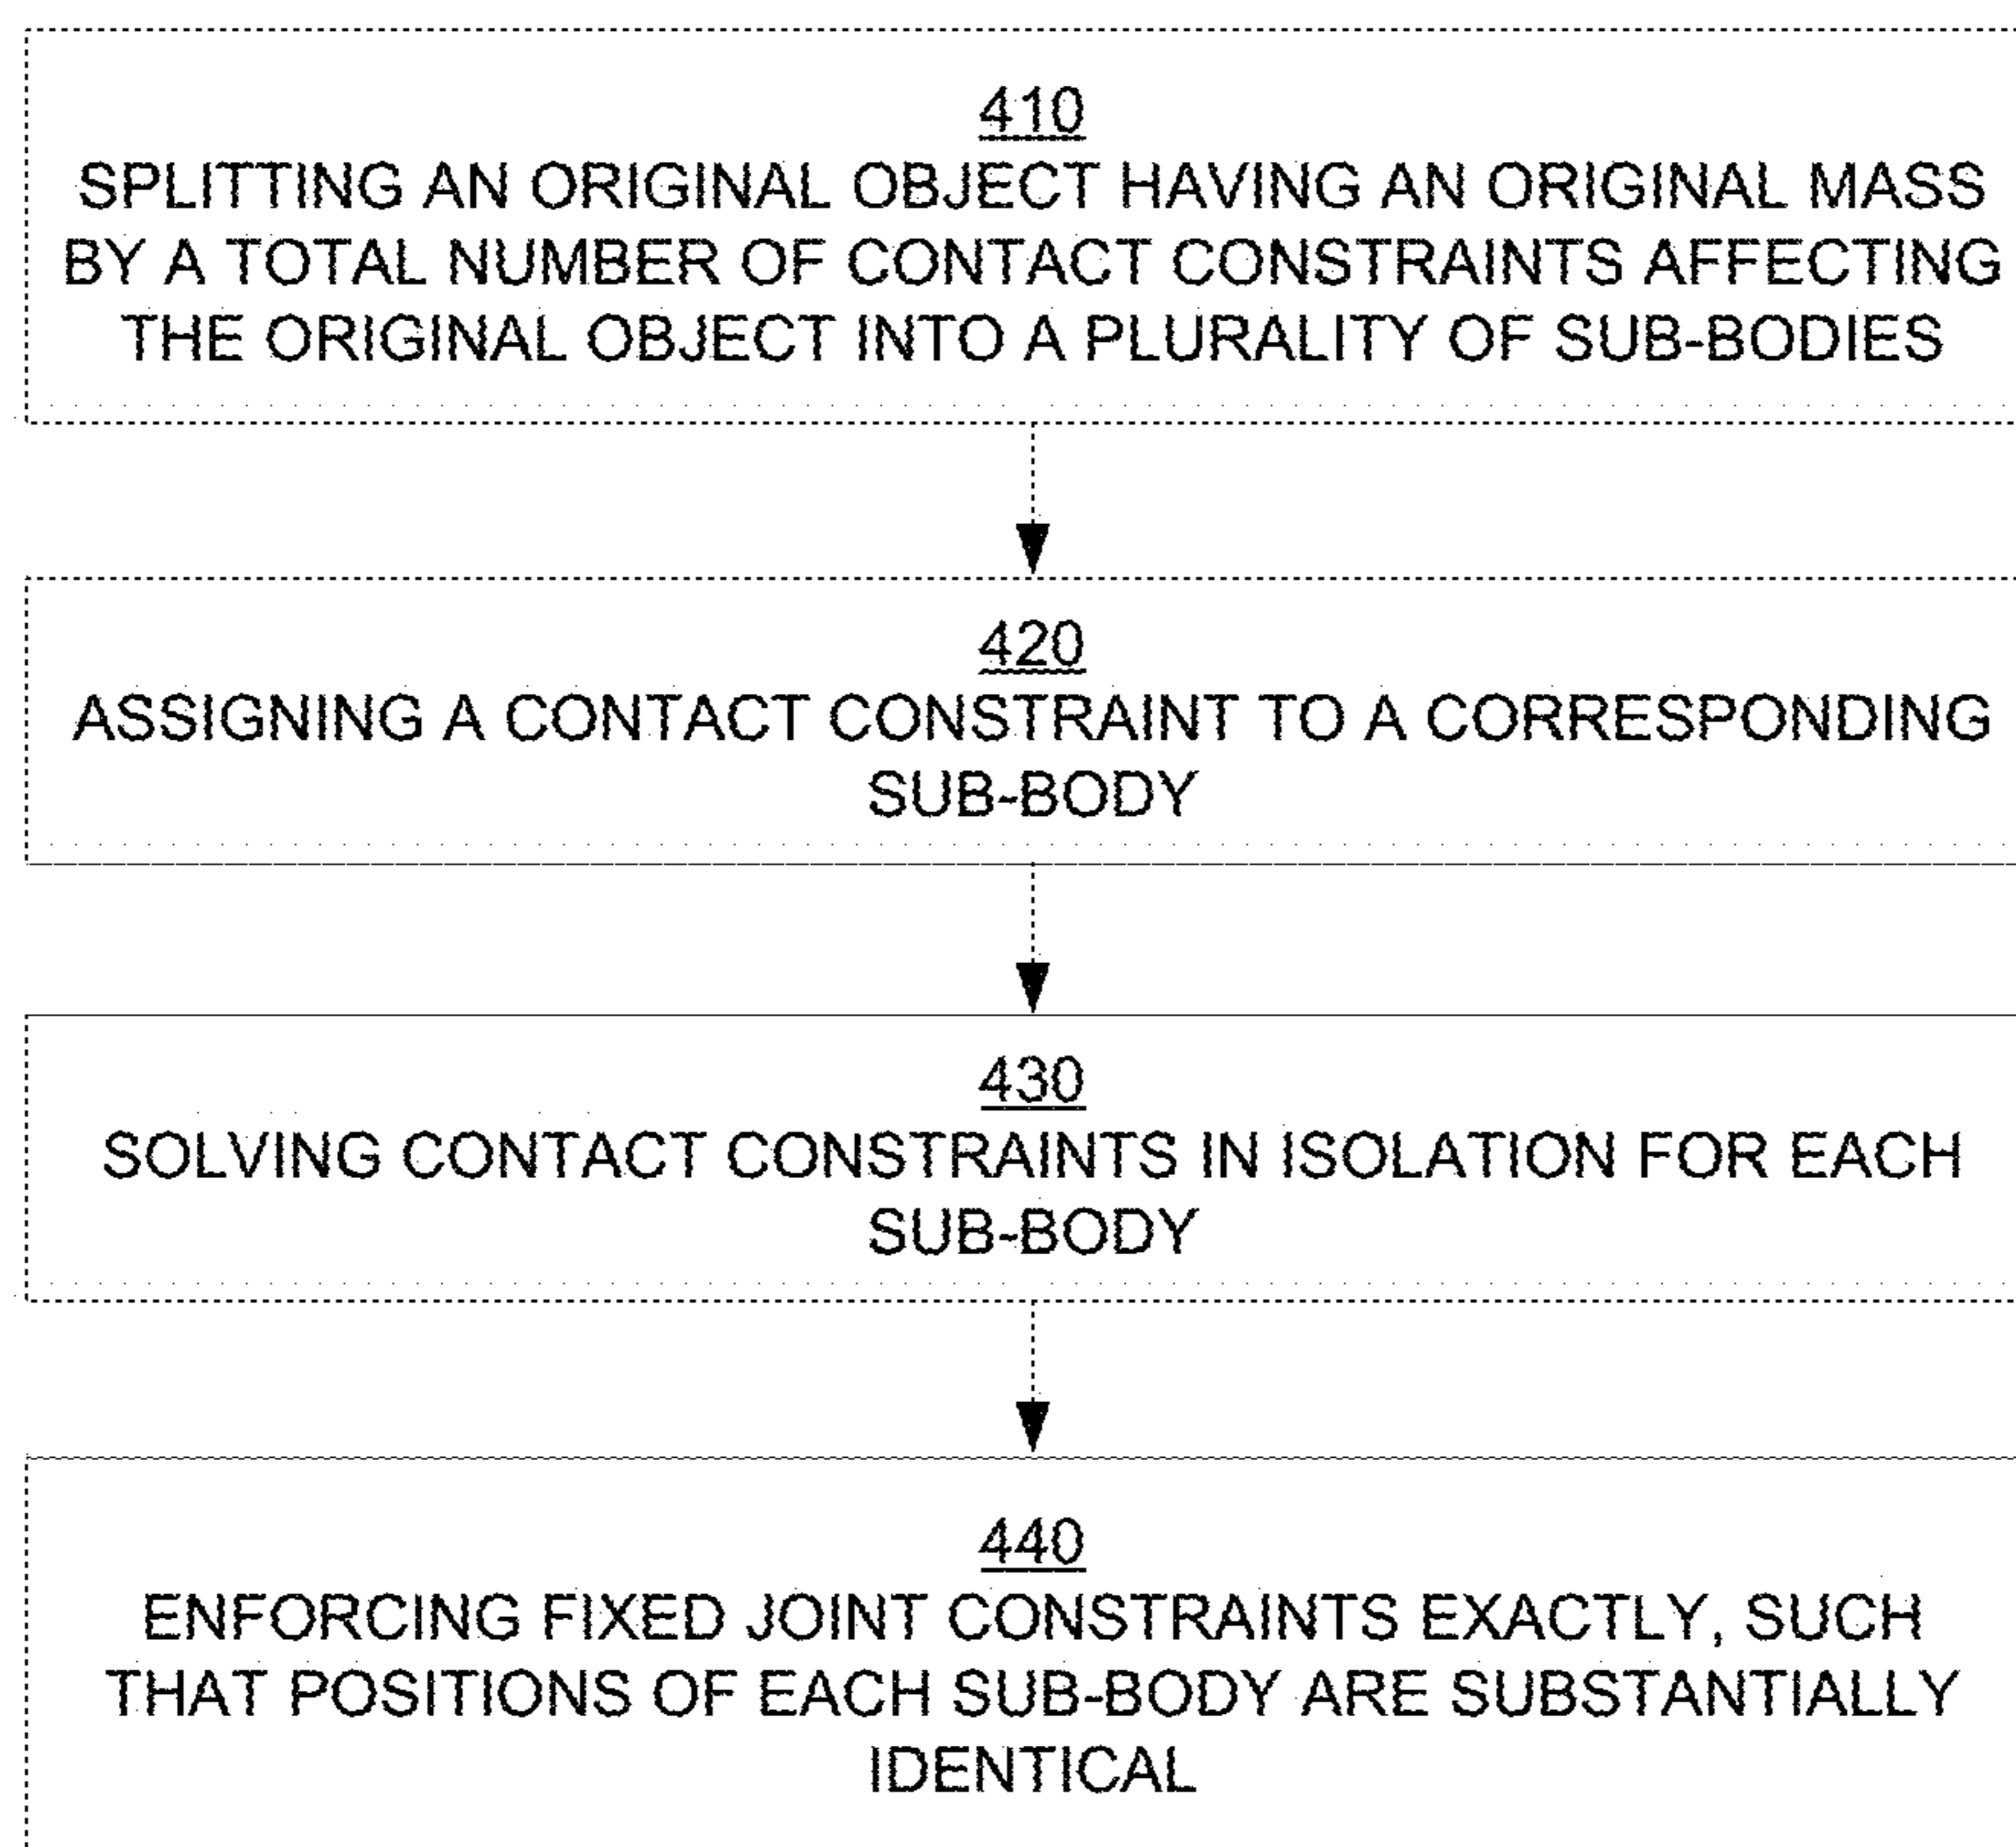 410
SPLITTING AN ORIGINAL OBJECT HAVING AN ORIGINAL MASS
BY A TOTAL NUMBER OF CONTACT CONSTRAINTS AFFECTING
THE ORIGINAL OBJECT INTO A PLURALITY OF SUB-BODIES
420
ASSIGNING A CONTACT CONSTRAINT TO A CORRESPONDING
SUB-BODY
430
SOLVING CONTACT CONSTRAINTS IN ISOLATION FOR EACH
SUB-BODY
440
ENFORCING FIXED JOINT CONSTRAINTS EXACTLY, SUCH
THAT POSITIONS OF EACH SUB-BODY ARE SUBSTANTIALLY
IDENTICAL